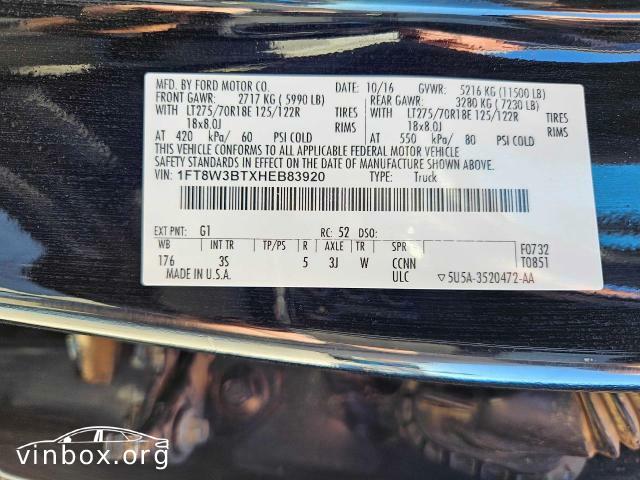 MFD. BY FORD MOTOR CO. DATE: 10/16 GVWR: 5216 KG (11500 LB)
FRONT GAWR: 2717 KG ( 5990 LB) REAR GAWR: 3280 KG ( 7230 LB)
WITH LT275/70R18E 125/122R TIRES WITH LT275/70R18E 125/122R TIRES
18x8.0J RIMS 18x8.0J RIMS
AT 420 kPa/ 60 PSI COLD AT 550 kPa/ 80 PSI COLD
THIS VEHICLE CONFORMS TO ALL APPLICABLE FEDERAL MOTOR VEHICLE
SAFETY STANDARDS IN EFFECT ON THE DATE OF MANUFACTURE SHOWN ABOVE.
VIN: 1FT8W3BTXHEB83920 TYPE: Truck
EXT PNT: G1 RC: 52 DSO:
WB INT TR TP/PS R AXLE TR SPR F0732
176 3S 5 3J W CCNN T0851
MADE IN U.S.A. ULC ▽5U5A-3520472-AA
vinbox.org